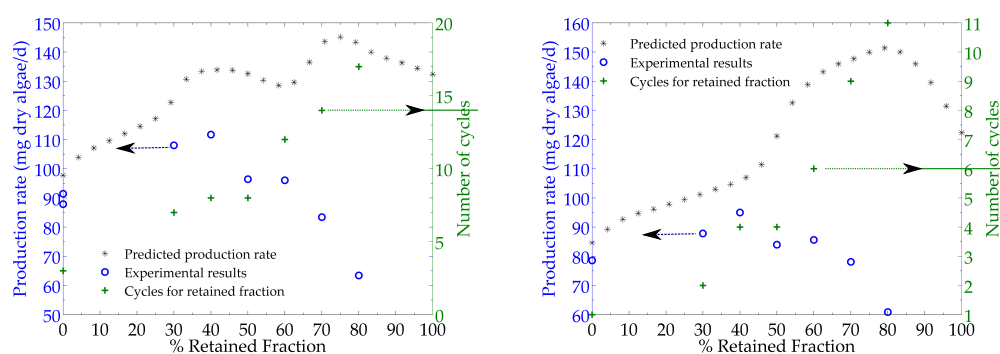 150
140
130
120
110
100
90
80
70
60
50
Production rate (mg dry algae/d)
20
15
10
5
0
Number of cycles
Predicted production rate
Experimental results
Cycles for retained fraction
0 10 20 30 40 50 60 70 80 90 100
% Retained Fraction
160
150
140
130
120
110
100
90
80
70
60
Production rate (mg dry algae/d)
11
10
9
8
7
6
5
4
3
2
1
Number of cycles
Predicted production rate
Experimental results
Cycles for retained fraction
0 10 20 30 40 50 60 70 80 90 100
% Retained Fraction